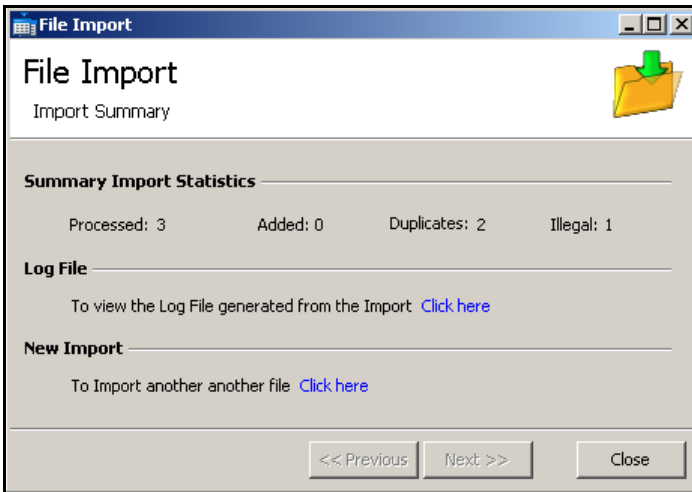 File Import
File Import
Import Summary
Summary Import Statistics
Processed: 3 Added: 0 Duplicates: 2 Illegal: 1
Log File
To view the Log File generated from the Import Click here
New Import
To Import another another file Click here
<< Previous Next >> Close